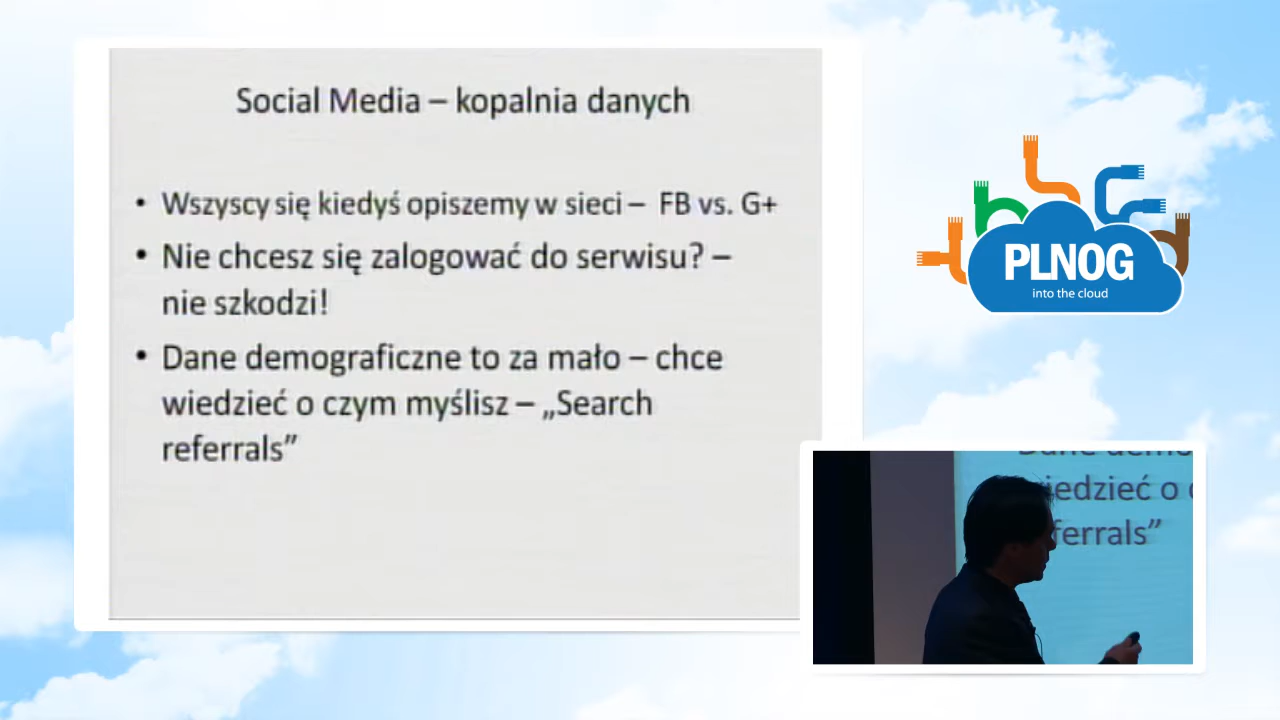 Social Media – kopalnia danych
• Wszyscy się kiedyś opiszemy w sieci – FB vs. G+
• Nie chcesz się zalogować do serwisu? –
nie szkodzi!
• Dane demograficzne to za mało – chce
wiedzieć o czym myślisz – „Search
referrals”
PLNOG
into the cloud
wiedzieć o
ferrals”